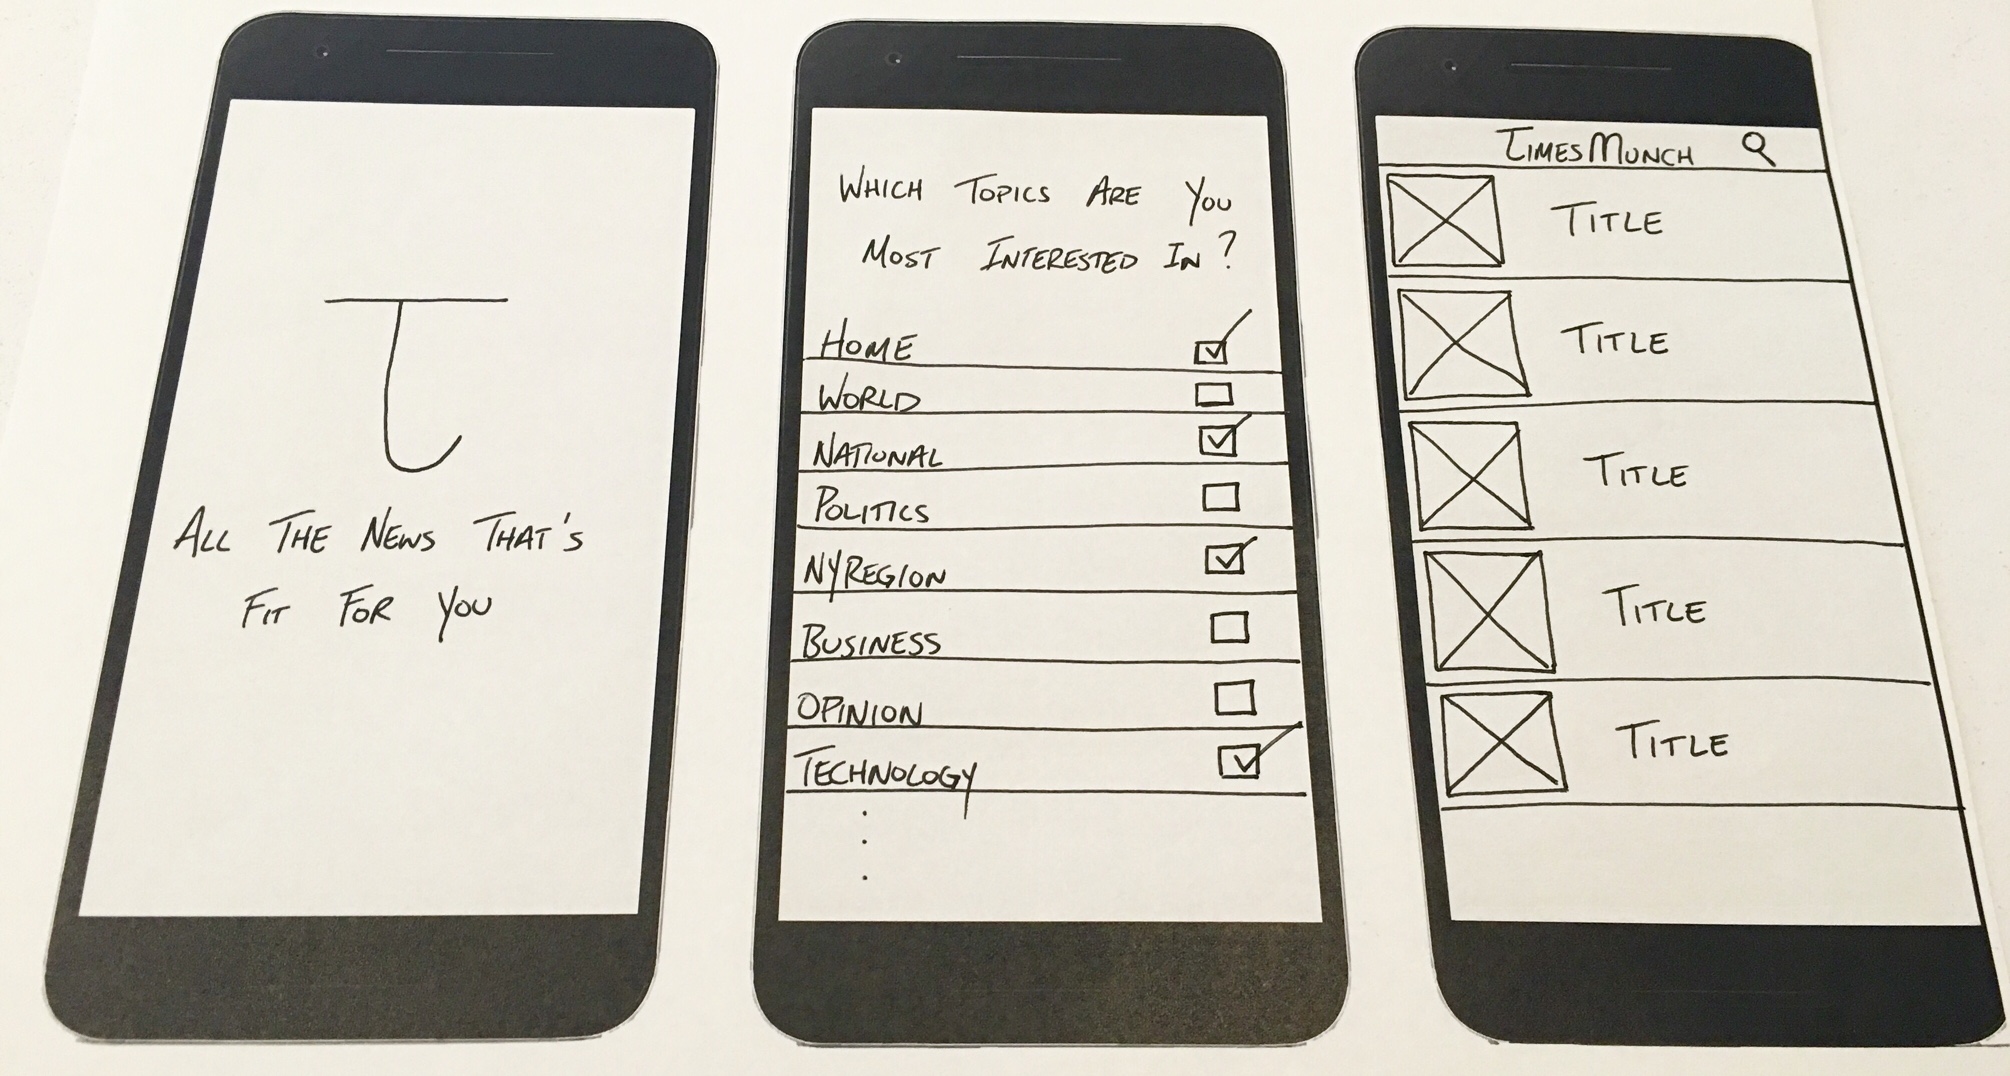 T
ALL THE NEWS THAT'S
FIT FOR YOU
WHICH TOPICS ARE YOU
MOST INTERESTED IN?
HOME
WORLD
NATIONAL
POLITICS
NYREGION
BUSINESS
OPINION
TECHNOLOGY
TIMESMUNCH
TITLE
TITLE
TITLE
TITLE
TITLE